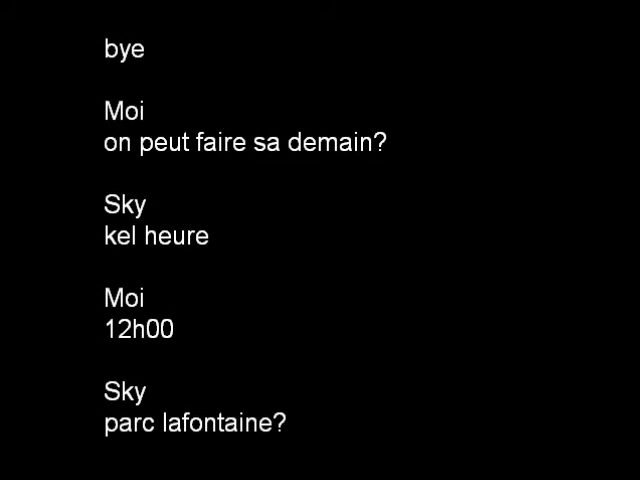 bye
Moi
on peut faire sa demain?
Sky
kel heure
Moi
12h00
Sky
parc lafontaine?